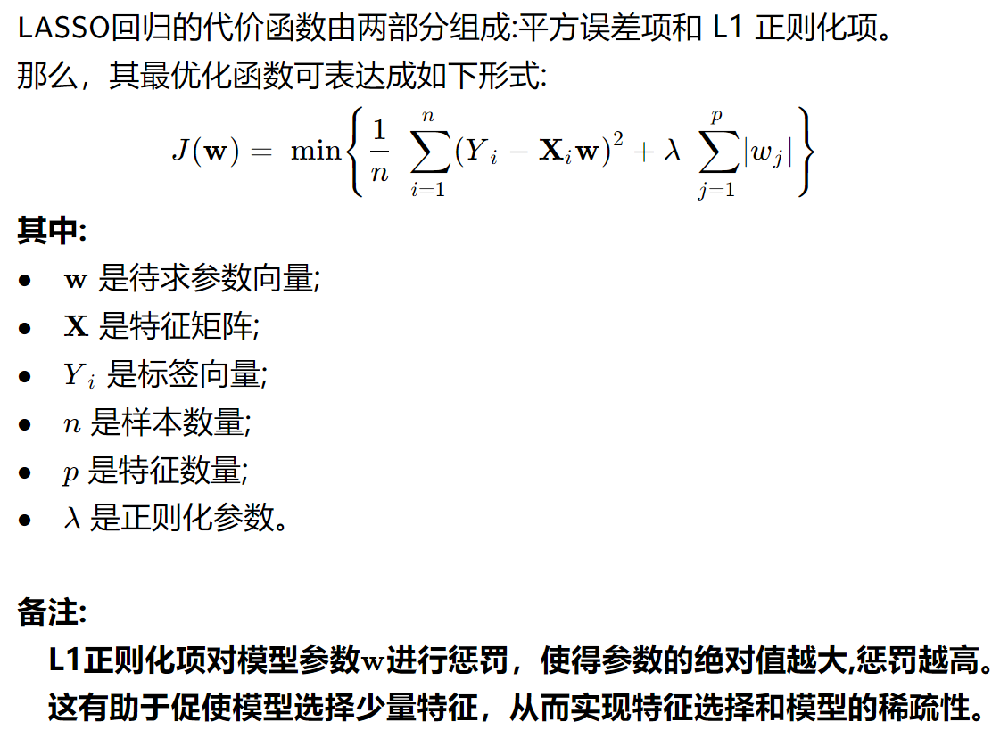 LASSO回归的代价函数由两部分组成:平方误差项和 L1 正则化项。
那么，其最优化函数可表达成如下形式:
$J(\mathbf{w}) = \min\left\{ \frac{1}{n} \sum_{i=1}^{n} (Y_i - \mathbf{X}_i\mathbf{w})^2 + \lambda \sum_{j=1}^{p} |w_j| \right\}$
其中:
● w 是待求参数向量;
● X 是特征矩阵;
● $Y_i$ 是标签向量;
● n 是样本数量;
● p 是特征数量;
● λ 是正则化参数。
备注:
L1正则化项对模型参数w进行惩罚，使得参数的绝对值越大,惩罚越高。
这有助于促使模型选择少量特征，从而实现特征选择和模型的稀疏性。